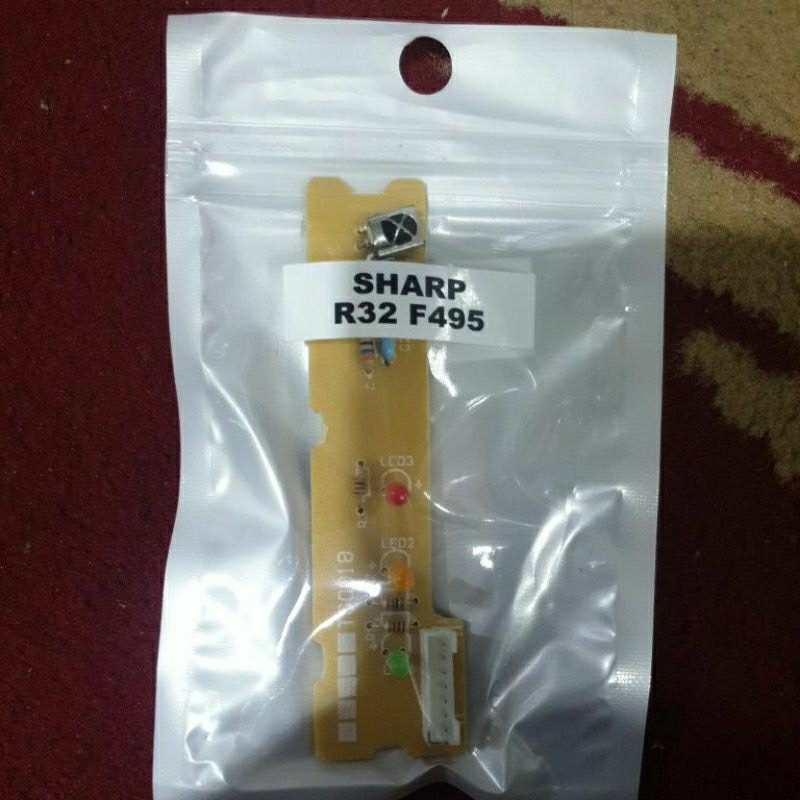 SHARP
R32 F495
LED3
LED2